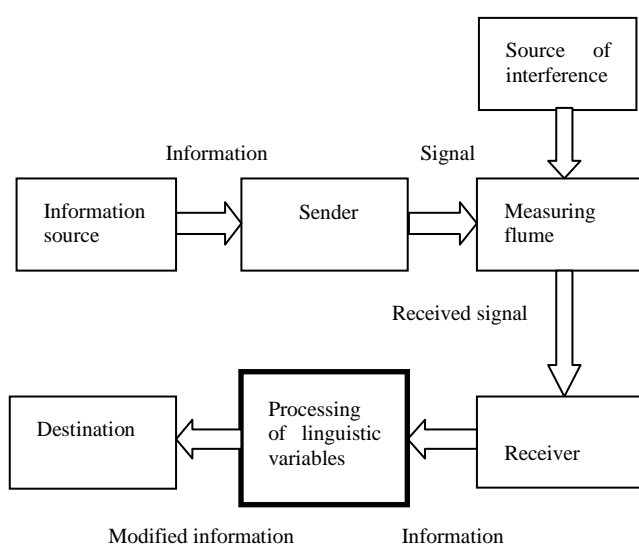 Source of
interference
Information
Signal
Information
source
Sender
Measuring
flume
Received signal
Destination
Processing
of linguistic
variables
Receiver
Modified information
Information